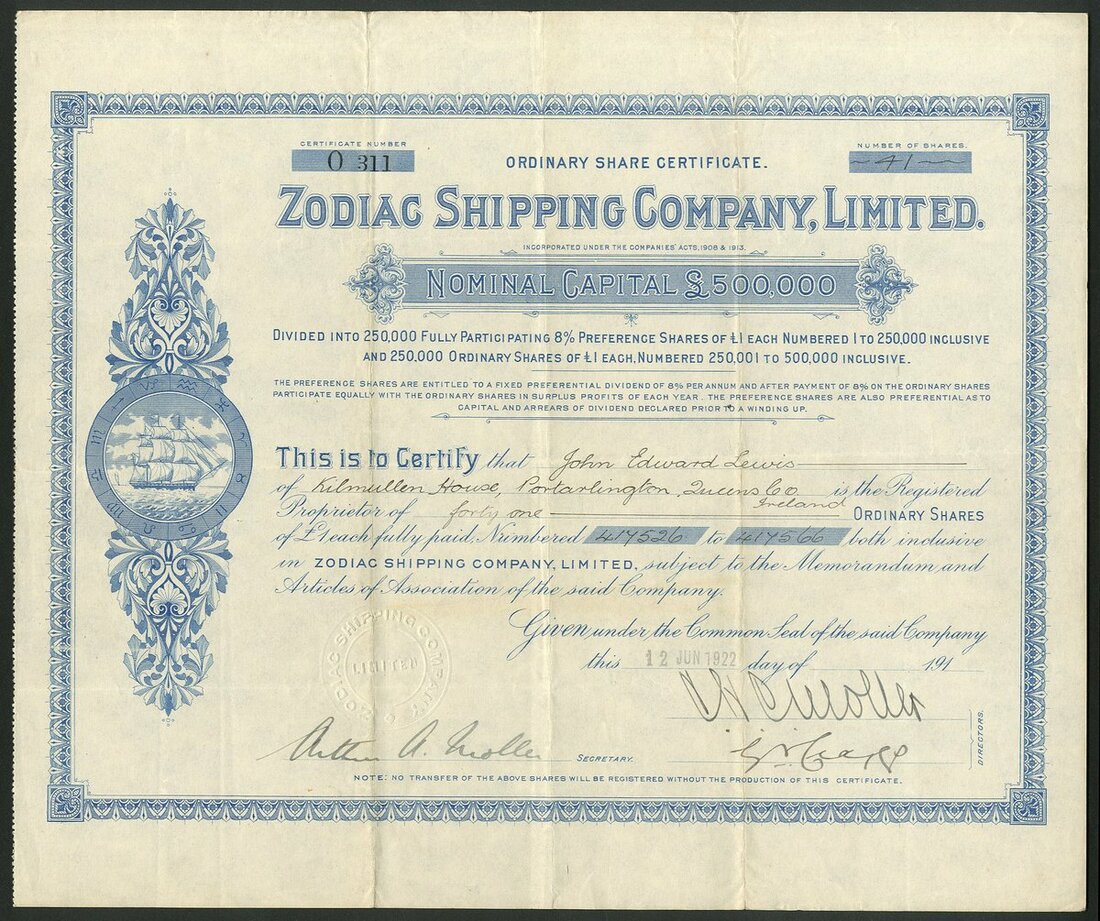 CERTIFICATE NUMBER
O 311
ORDINARY SHARE CERTIFICATE.
NUMBER OF SHARES.
~41~
ZODIAC SHIPPING COMPANY, LIMITED.
INCORPORATED UNDER THE COMPANIES' ACTS, 1908 & 1913.
NOMINAL CAPITAL £500,000
DIVIDED INTO 250,000 FULLY PARTICIPATING 8% PREFERENCE SHARES OF £1 EACH NUMBERED 1 TO 250,000 INCLUSIVE
AND 250,000 ORDINARY SHARES OF £1 EACH, NUMBERED 250,001 TO 500,000 INCLUSIVE.
THE PREFERENCE SHARES ARE ENTITLED TO A FIXED PREFERENTIAL DIVIDEND OF 8% PER ANNUM AND AFTER PAYMENT OF 8% ON THE ORDINARY SHARES
PARTICIPATE EQUALLY WITH THE ORDINARY SHARES IN SURPLUS PROFITS OF EACH YEAR. THE PREFERENCE SHARES ARE ALSO PREFERENTIAL AS TO
CAPITAL AND ARREARS OF DIVIDEND DECLARED PRIOR TO A WINDING UP.
This is to Certify that John Edward Lewis
of Kilmullen House, Portarlington, Queens Co Ireland is the Registered
Proprietor of forty one ORDINARY SHARES
of £1 each fully paid. Numbered 417526 to 417566 both inclusive
in ZODIAC SHIPPING COMPANY, LIMITED, subject to the Memorandum and
Articles of Association of the said Company.
Given under the Common Seal of the said Company
this 12 JUN 1922 day of 191
ZODIAC SHIPPING COMPANY
LIMITED
Moller
Arthur A. Moller
SECRETARY.
DIRECTORS.
NOTE: NO TRANSFER OF THE ABOVE SHARES WILL BE REGISTERED WITHOUT THE PRODUCTION OF THIS CERTIFICATE.